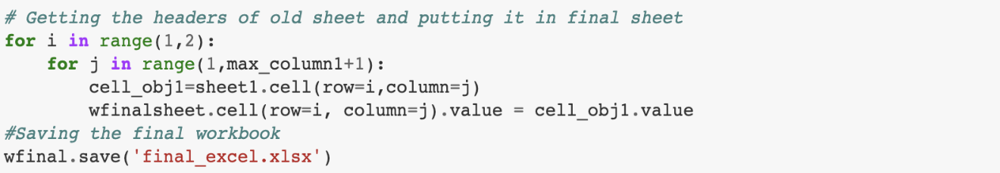 # Getting the headers of old sheet and putting it in final sheet
for i in range(1,2):
    for j in range(1,max_column1+1):
        cell_obj1=sheet1.cell(row=i,column=j)
        wfinalsheet.cell(row=i, column=j).value = cell_obj1.value
#Saving the final workbook
wfinal.save('final_excel.xlsx')